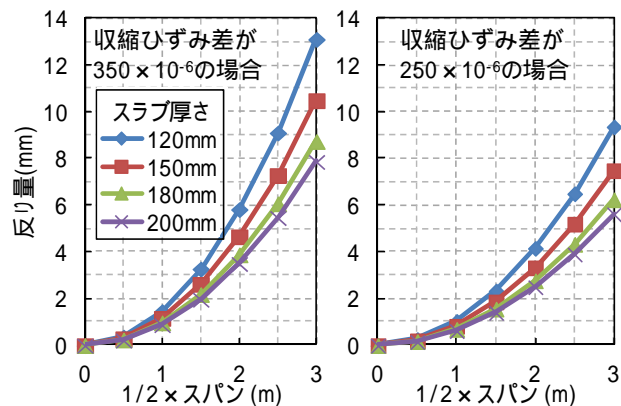 収縮ひずみ差が
350×10-6の場合
スラブ厚さ
120mm
150mm
180mm
200mm
反り量(mm)
14
12
10
8
6
4
2
0
0 1 2 3
1/2×スパン(m)
収縮ひずみ差が
250×10-6の場合
14
12
10
8
6
4
2
0
0 1 2 3
1/2×スパン(m)